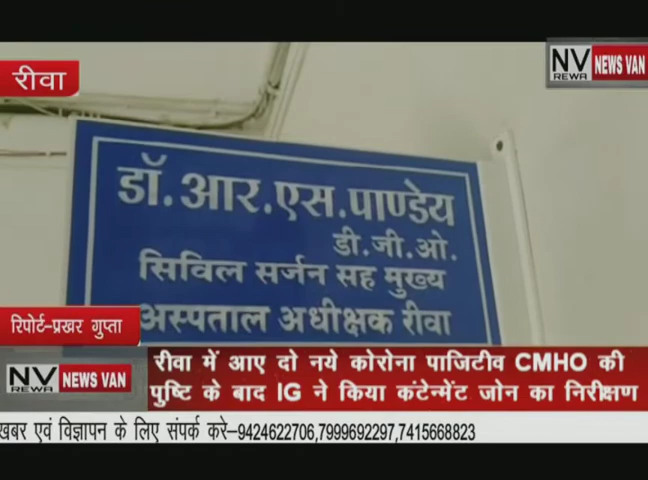 रीवा
NV
REWA
NEWS VAN
डॉ.आर.एस.पाण्डेय
डी.जी.ओ.
सिविल सर्जन सह मुख्य
अस्पताल अधीक्षक रीवा
रिपोर्ट-प्रखर गुप्ता
NV
REWA
NEWS VAN
रीवा में आए दो नये कोरोना पाजिटीव CMHO की
पुष्टि के बाद IG ने किया कंटेन्मेंट जोन का निरीक्षण
खबर एवं विज्ञापन के लिए संपर्क करे–9424622706,7999692297,7415668823